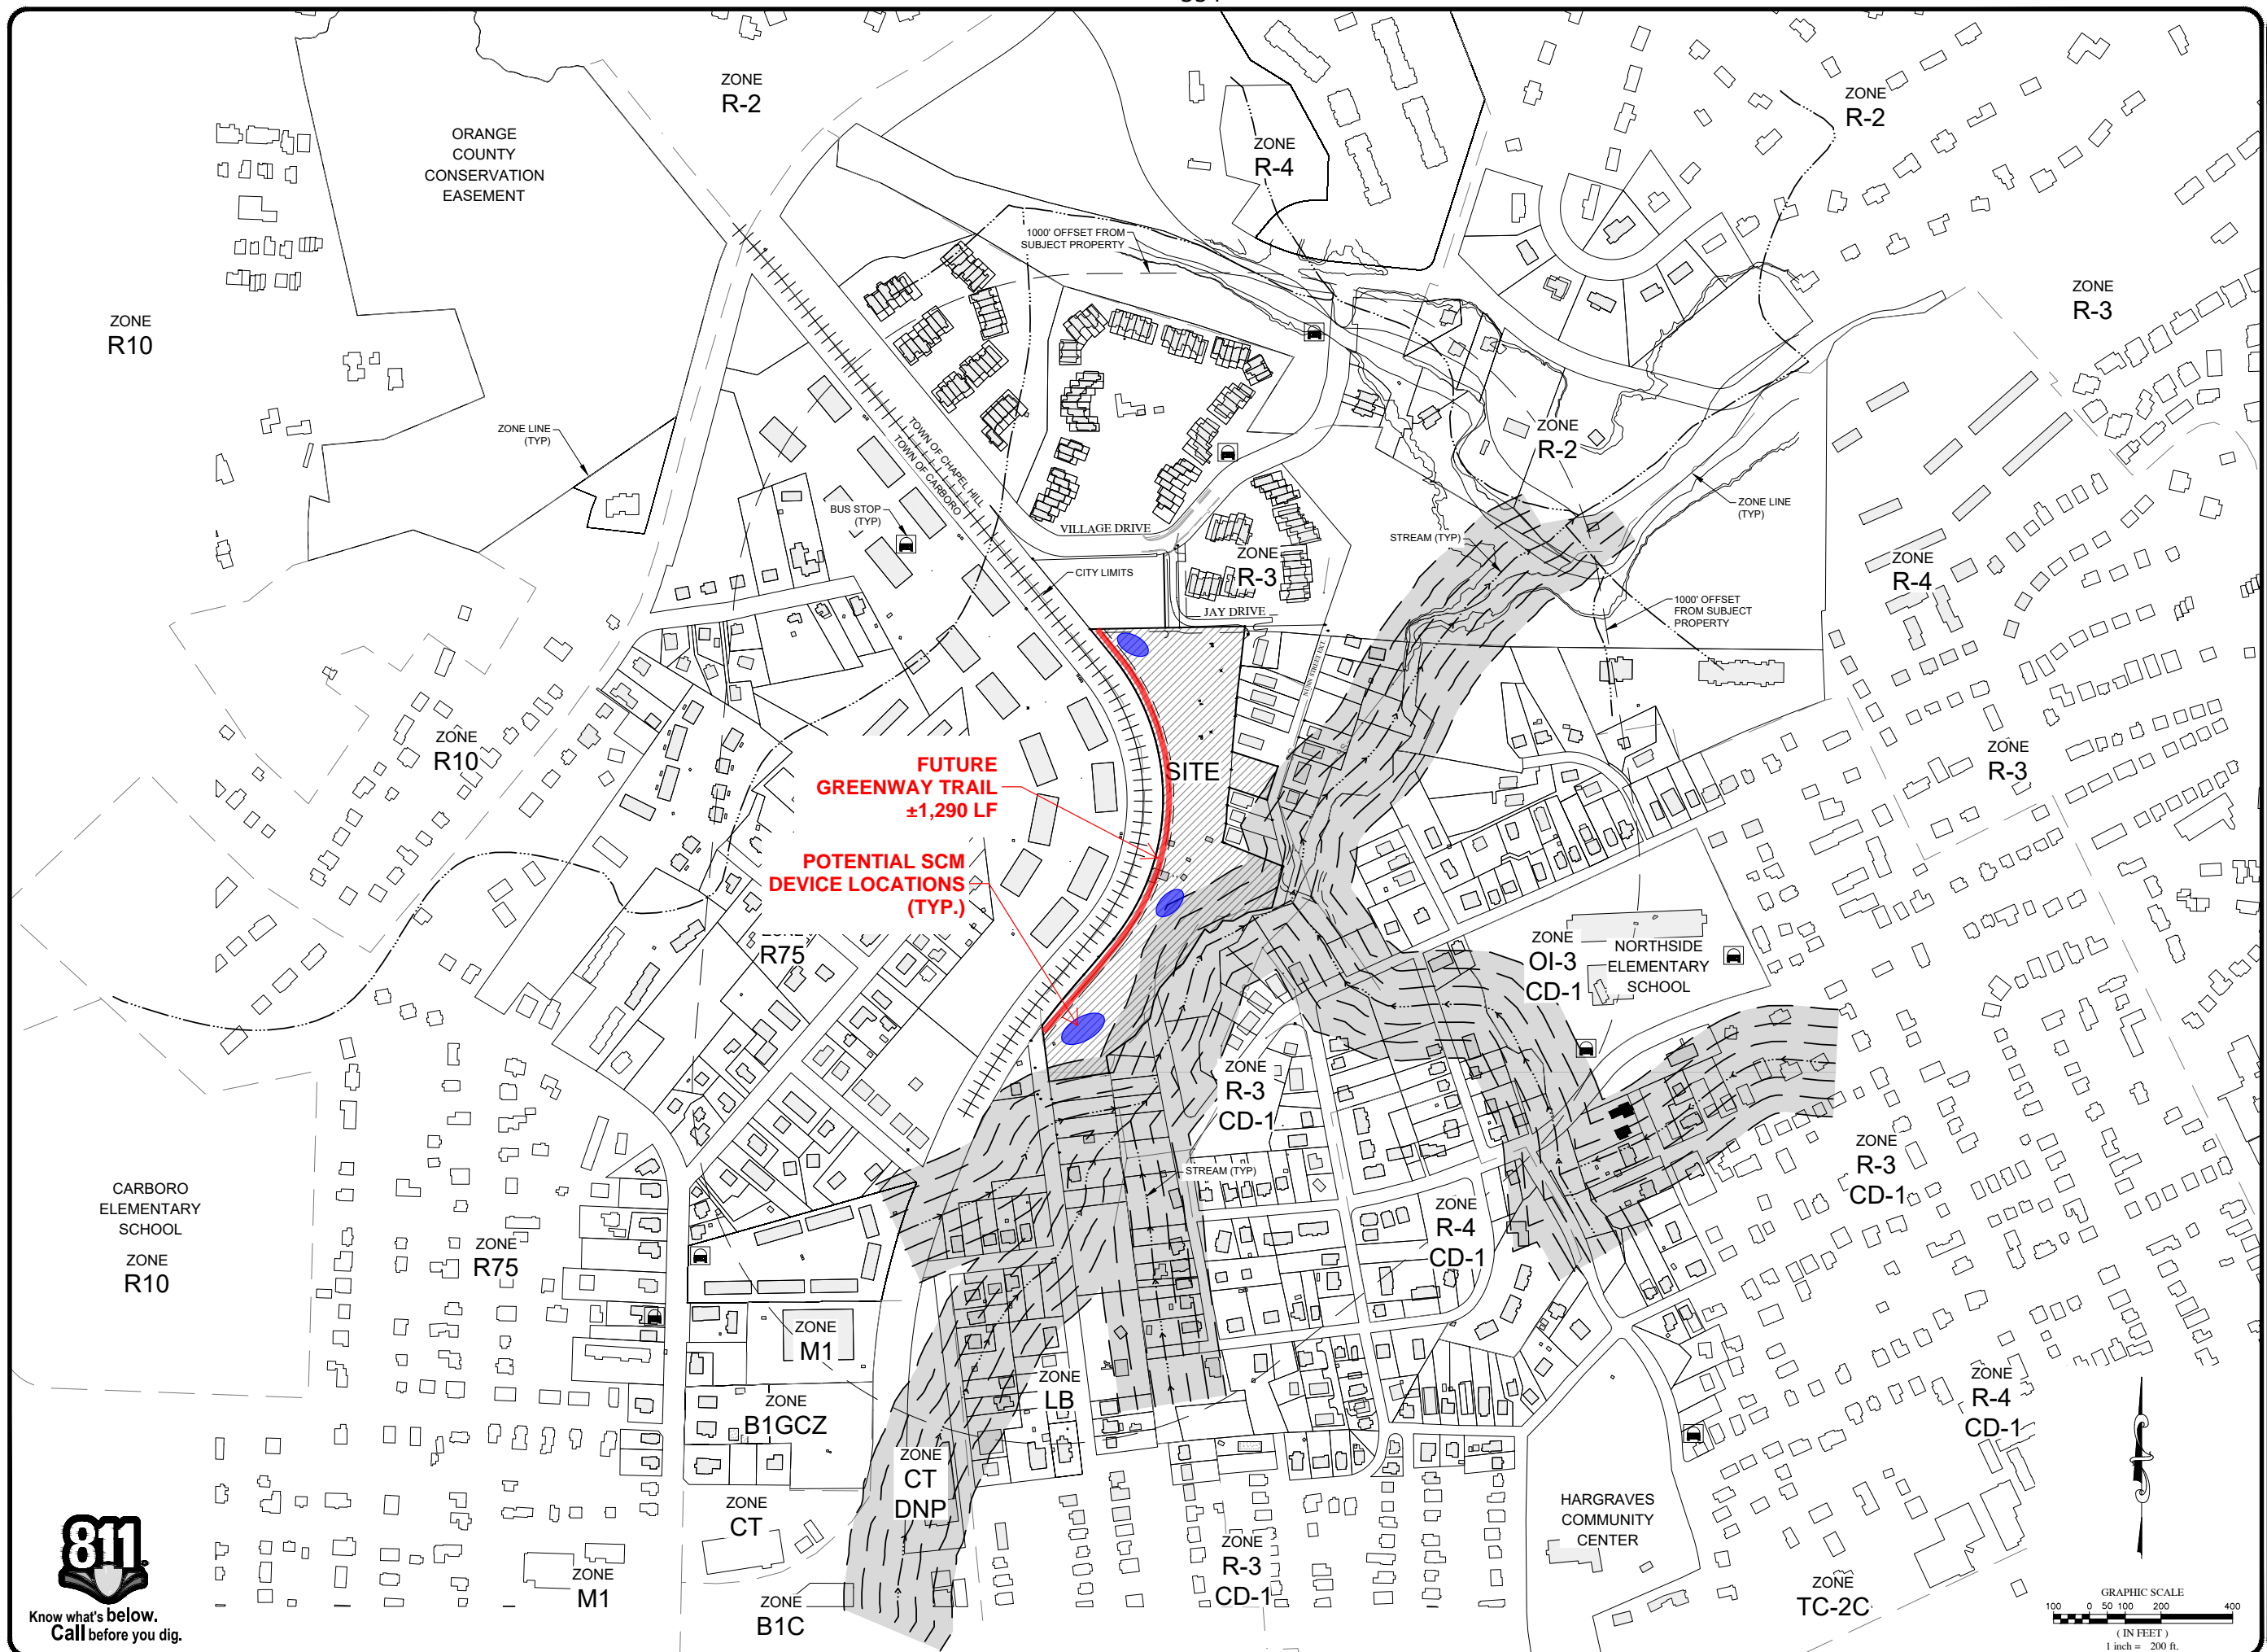 ZONE
R-2
ORANGE
COUNTY
CONSERVATION
EASEMENT
ZONE
R-4
ZONE
R-2
1000' OFFSET FROM
SUBJECT PROPERTY
ZONE
R-3
ZONE
R10
ZONE LINE
(TYP)
TOWN OF CHAPEL HILL
TOWN OF CARBORO
ZONE
R-2
BUS STOP
(TYP)
VILLAGE DRIVE
ZONE LINE
(TYP)
STREAM (TYP)
ZONE
R-3
CITY LIMITS
ZONE
R-4
JAY DRIVE
1000' OFFSET
FROM SUBJECT
PROPERTY
NUNN STREET EXT.
ZONE
R10
FUTURE
GREENWAY TRAIL
±1,290 LF
SITE
ZONE
R-3
POTENTIAL SCM
DEVICE LOCATIONS
(TYP.)
R75
ZONE
OI-3
CD-1
NORTHSIDE
ELEMENTARY
SCHOOL
ZONE
R-3
CD-1
ZONE
R-3
CD-1
STREAM (TYP)
CARBORO
ELEMENTARY
SCHOOL
ZONE
R10
ZONE
R75
ZONE
R-4
CD-1
ZONE
M1
ZONE
LB
ZONE
B1GCZ
ZONE
R-4
CD-1
ZONE
CT
DNP
ZONE
CT
HARGRAVES
COMMUNITY
CENTER
ZONE
R-3
CD-1
ZONE
M1
ZONE
B1C
ZONE
TC-2C
811
Know what's below.
Call before you dig.
GRAPHIC SCALE
100 0 50 100 200 400
( IN FEET )
1 inch = 200 ft.